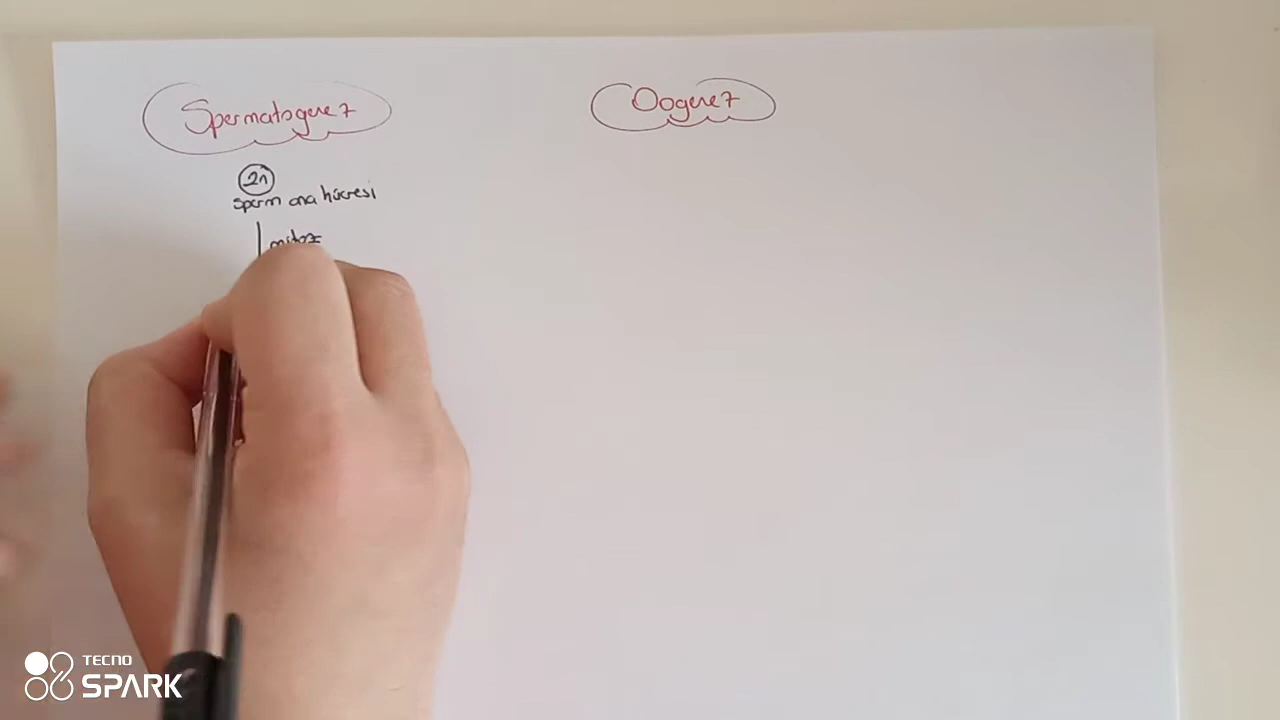 Spermatogenez
Oogenez
2n
sperm ana hücresi
mitoz
TECNO
SPARK